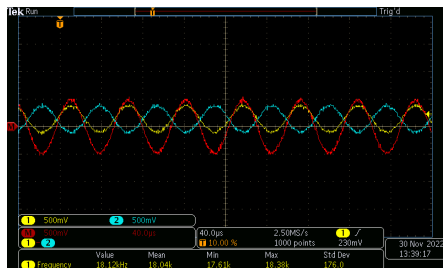 Tek Run Trig'd
1 500mV 2 500mV
M 500mV 40.0µs
1 2
40.0µs 2.50MS/s 1
10.00 % 1000 points 230mV
30 Nov 2022
13:39:17
Value Mean Min Max Std Dev
1 Frequency 18.12kHz 18.04k 17.61k 18.38k 176.0